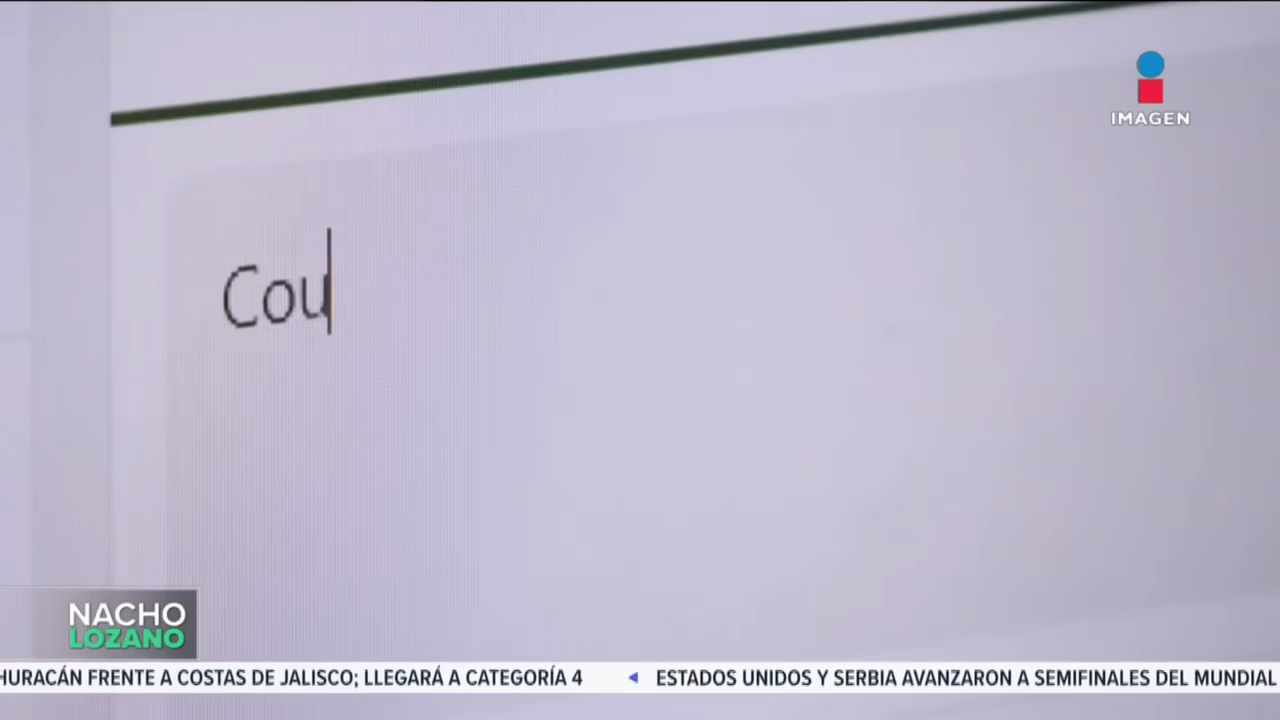 IMAGEN
Cou
NACHO
LOZANO
HURACÁN FRENTE A COSTAS DE JALISCO; LLEGARÁ A CATEGORÍA 4
ESTADOS UNIDOS Y SERBIA AVANZARON A SEMIFINALES DEL MUNDIAL